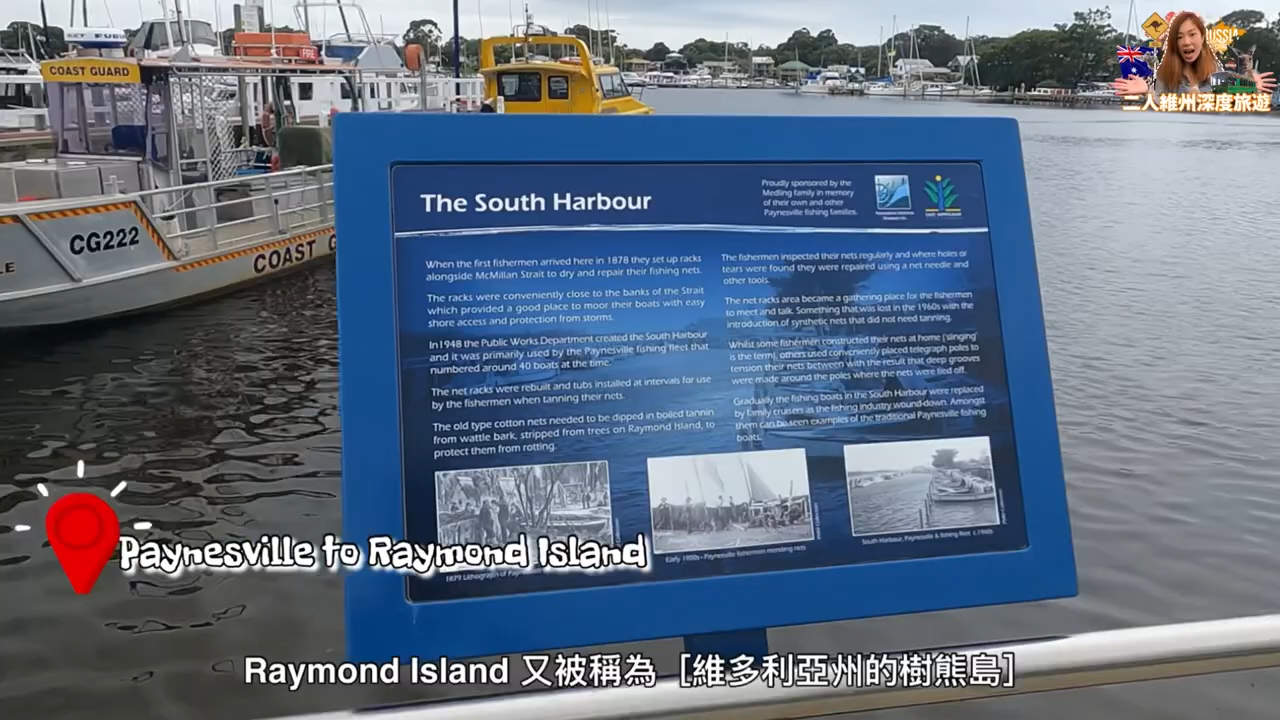 COAST GUARD
FIRE
RUSSIA
二人維州深度旅遊
CG222
COAST G
The South Harbour
Proudly sponsored by the
Medling family in memory
of their own and other
Paynesville fishing families.
When the first fishermen arrived here in 1878 they set up racks
alongside McMillan Strait to dry and repair their fishing nets.
The racks were conveniently close to the banks of the Strait
which provided a good place to moor their boats with easy
shore access and protection from storms.
In1948 the Public Works Department created the South Harbour
and it was primarily used by the Paynesville fishing fleet that
numbered around 40 boats at the time.
The net racks were rebuilt and tubs installed at intervals for use
by the fishermen when tanning their nets.
The old type cotton nets needed to be dipped in boiled tannin
from wattle bark, stripped from trees on Raymond Island, to
protect them from rotting.
The fishermen inspected their nets regularly and where holes or
tears were found they were repaired using a net needle and
other tools.
The net racks area became a gathering place for the fishermen
to meet and talk. Something that was lost in the 1960s with the
introduction of synthetic nets that did not need tanning.
Whilst some fishermen constructed their nets at home ('slinging'
is the term), others used conveniently placed telegraph poles to
tension their nets between with the result that deep grooves
were made around the poles where the nets were tied off.
Gradually the fishing boats in the South Harbour were replaced
by family cruisers as the fishing industry wound down. Amongst
them can be seen examples of the traditional Paynesville fishing
boats.
1879 Lithograph of
Early 1900s - Paynesville fishermen mending nets
South Harbour, Paynesville & fishing fleet
Paynesville to Raymond Island
Raymond Island 又被稱為［維多利亞州的樹熊島］